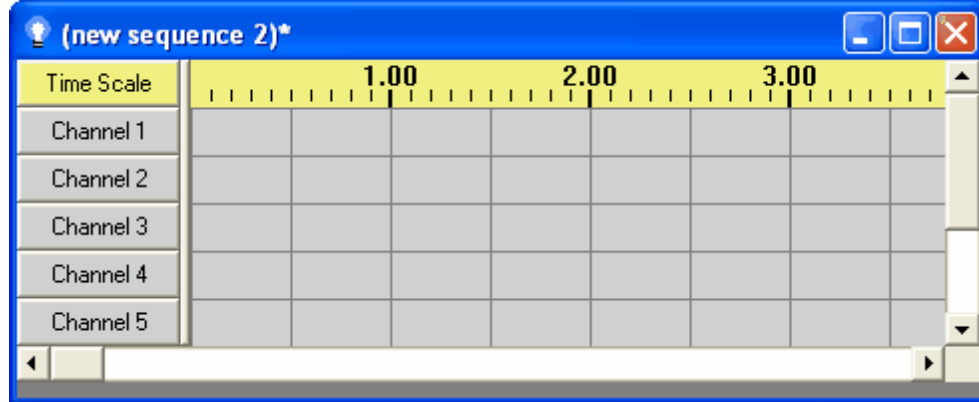 (new sequence 2)*
Time Scale 1.00 2.00 3.00
Channel 1
Channel 2
Channel 3
Channel 4
Channel 5